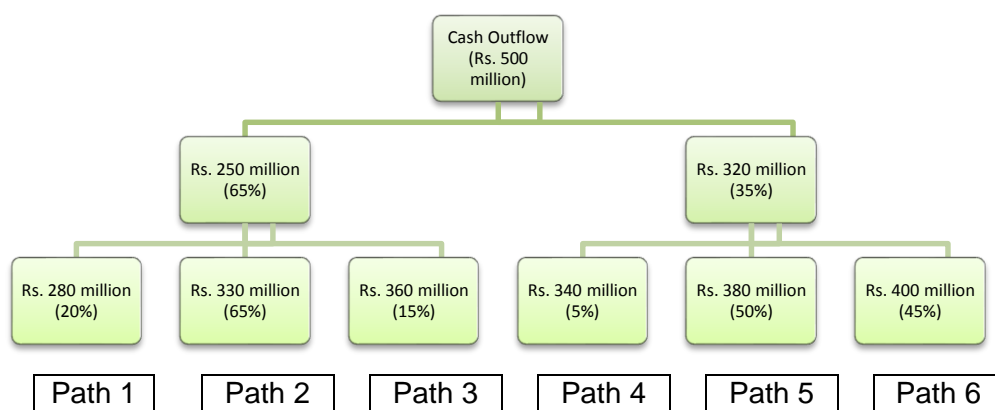 Cash Outflow
(Rs. 500
million)
Rs. 250 million
(65%)
Rs. 320 million
(35%)
Rs. 280 million
(20%)
Rs. 330 million
(65%)
Rs. 360 million
(15%)
Rs. 340 million
(5%)
Rs. 380 million
(50%)
Rs. 400 million
(45%)
Path 1
Path 2
Path 3
Path 4
Path 5
Path 6